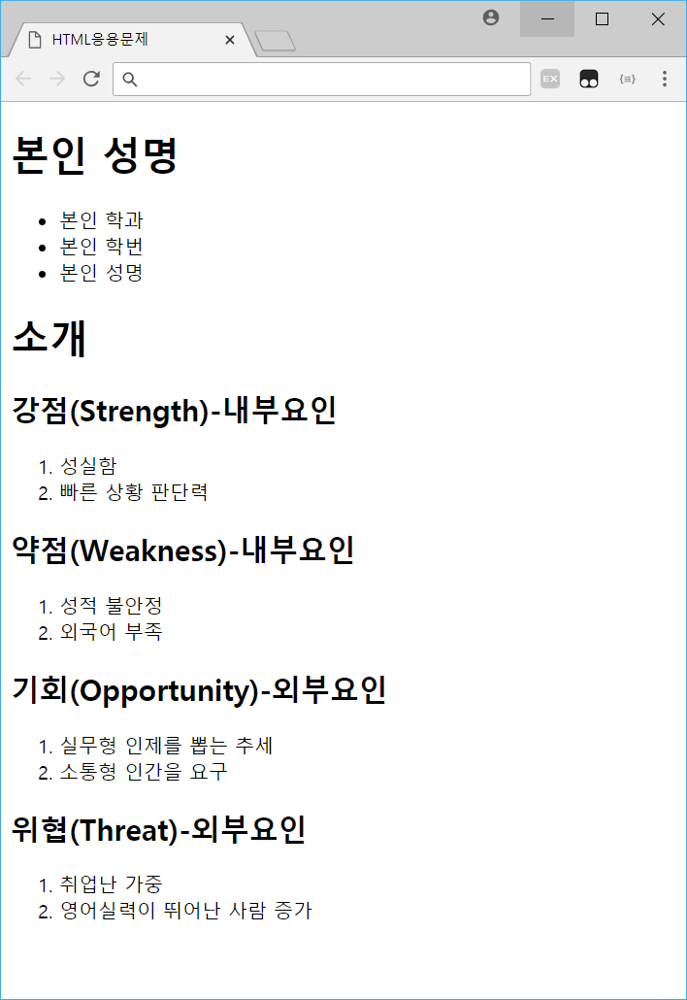 HTML응용문제
EX
{≡}
본인 성명
• 본인 학과
• 본인 학번
• 본인 성명
소개
강점(Strength)-내부요인
1. 성실함
2. 빠른 상황 판단력
약점(Weakness)-내부요인
1. 성적 불안정
2. 외국어 부족
기회(Opportunity)-외부요인
1. 실무형 인제를 뽑는 추세
2. 소통형 인간을 요구
위협(Threat)-외부요인
1. 취업난 가중
2. 영어실력이 뛰어난 사람 증가